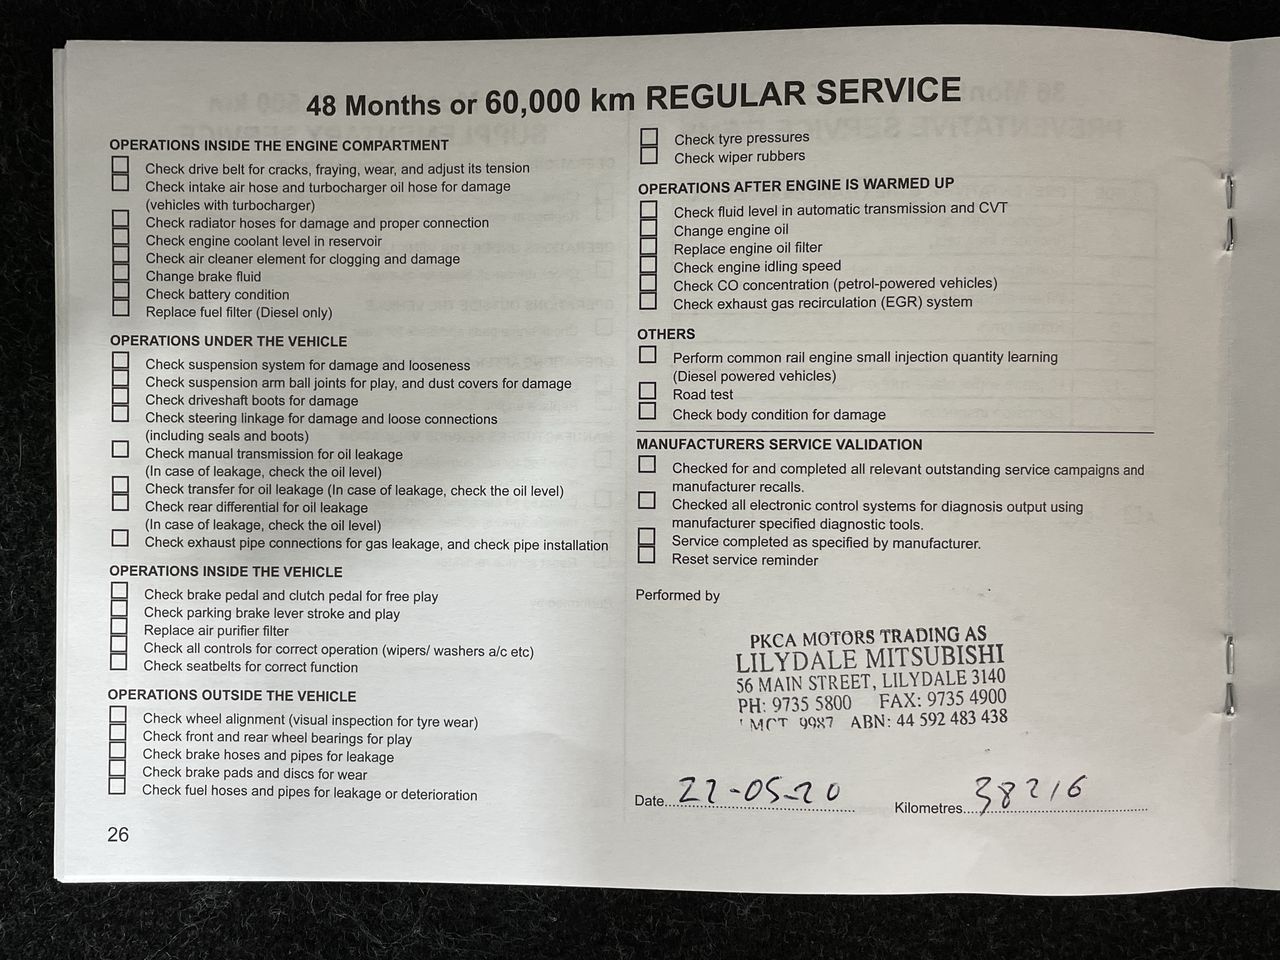 48 Months or 60,000 km REGULAR SERVICE
OPERATIONS INSIDE THE ENGINE COMPARTMENT
Check drive belt for cracks, fraying, wear, and adjust its tension
Check intake air hose and turbocharger oil hose for damage
(vehicles with turbocharger)
Check radiator hoses for damage and proper connection
Check engine coolant level in reservoir
Check air cleaner element for clogging and damage
Change brake fluid
Check battery condition
Replace fuel filter (Diesel only)
OPERATIONS UNDER THE VEHICLE
Check suspension system for damage and looseness
Check suspension arm ball joints for play, and dust covers for damage
Check driveshaft boots for damage
Check steering linkage for damage and loose connections
(including seals and boots)
Check manual transmission for oil leakage
(In case of leakage, check the oil level)
Check transfer for oil leakage (In case of leakage, check the oil level)
Check rear differential for oil leakage
(In case of leakage, check the oil level)
Check exhaust pipe connections for gas leakage, and check pipe installation
OPERATIONS INSIDE THE VEHICLE
Check brake pedal and clutch pedal for free play
Check parking brake lever stroke and play
Replace air purifier filter
Check all controls for correct operation (wipers/ washers a/c etc)
Check seatbelts for correct function
OPERATIONS OUTSIDE THE VEHICLE
Check wheel alignment (visual inspection for tyre wear)
Check front and rear wheel bearings for play
Check brake hoses and pipes for leakage
Check brake pads and discs for wear
Check fuel hoses and pipes for leakage or deterioration
26
Check tyre pressures
Check wiper rubbers
OPERATIONS AFTER ENGINE IS WARMED UP
Check fluid level in automatic transmission and CVT
Change engine oil
Replace engine oil filter
Check engine idling speed
Check CO concentration (petrol-powered vehicles)
Check exhaust gas recirculation (EGR) system
OTHERS
Perform common rail engine small injection quantity learning
(Diesel powered vehicles)
Road test
Check body condition for damage
MANUFACTURERS SERVICE VALIDATION
Checked for and completed all relevant outstanding service campaigns and
manufacturer recalls.
Checked all electronic control systems for diagnosis output using
manufacturer specified diagnostic tools.
Service completed as specified by manufacturer.
Reset service reminder
Performed by
PKCA MOTORS TRADING AS
LILYDALE MITSUBISHI
56 MAIN STREET, LILYDALE 3140
PH: 9735 5800 FAX: 9735 4900
LMCT 9987 ABN: 44 592 483 438
Date 22-05-20 Kilometres 38216